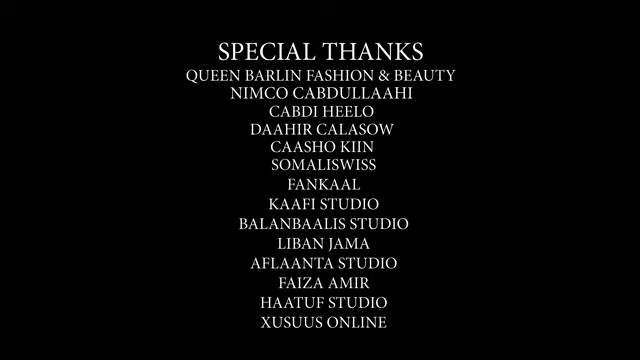 SPECIAL THANKS
QUEEN BARLIN FASHION & BEAUTY
NIMCO CABDULLAAHI
CABDI HEELO
DAAHIR CALASOW
CAASHO KIIN
SOMALISWISS
FANKAAL
KAAFI STUDIO
BALANBAALIS STUDIO
LIBAN JAMA
AFLAANTA STUDIO
FAIZA AMIR
HAATUF STUDIO
XUSUUS ONLINE